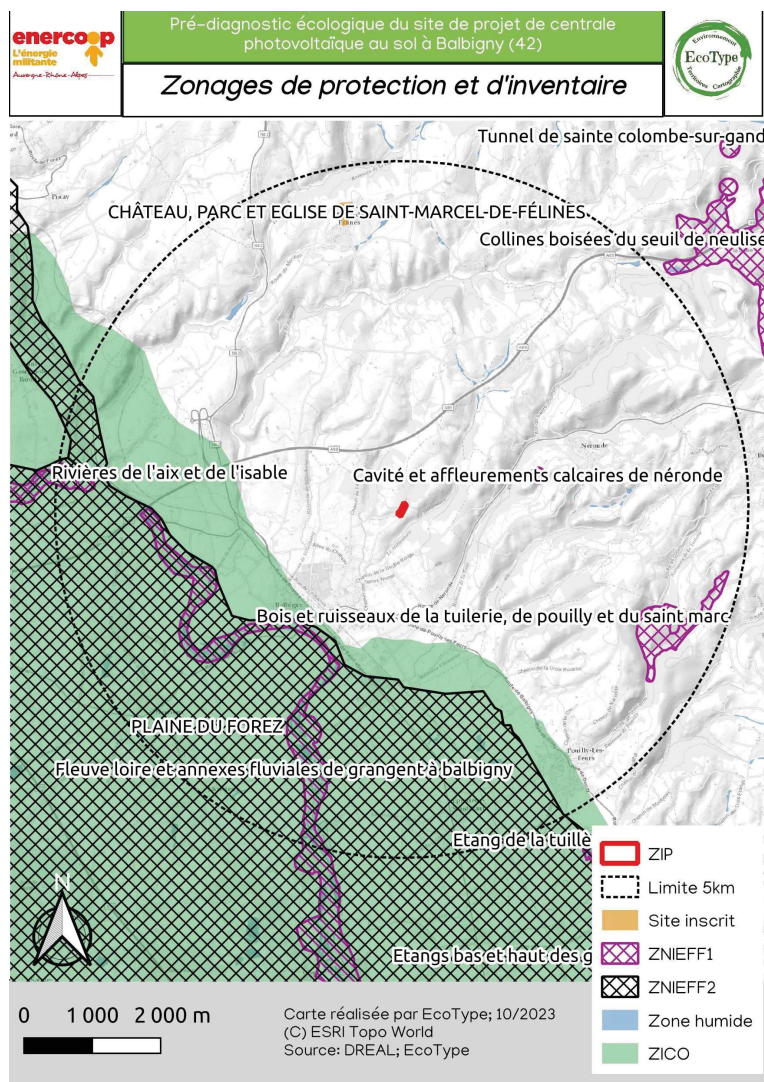 enercoop
L'énergie
militante
Auvergne-Rhône-Alpes
Pré-diagnostic écologique du site de projet de centrale
photovoltaïque au sol à Balbigny (42)
Zonages de protection et d'inventaire
Environnement
EcoType
Territoires Cartographie
Tunnel de sainte colombe-sur-gand
CHÂTEAU, PARC ET EGLISE DE SAINT-MARCEL-DE-FÉLINES
Collines boisées du seuil de neulise
Néronde
Rivières de l'aix et de l'isable
Cavité et affleurements calcaires de néronde
Bois et ruisseaux de la tuilerie, de pouilly et du saint marc
PLAINE DU FOREZ
Pouilly-Les-
Feurs
Fleuve loire et annexes fluviales de grangent à balbigny
Etang de la tuillè
Etangs bas et haut des g
N
ZIP
Limite 5km
Site inscrit
ZNIEFF1
ZNIEFF2
Zone humide
ZICO
0 1 000 2 000 m
Carte réalisée par EcoType; 10/2023
(C) ESRI Topo World
Source: DREAL; EcoType